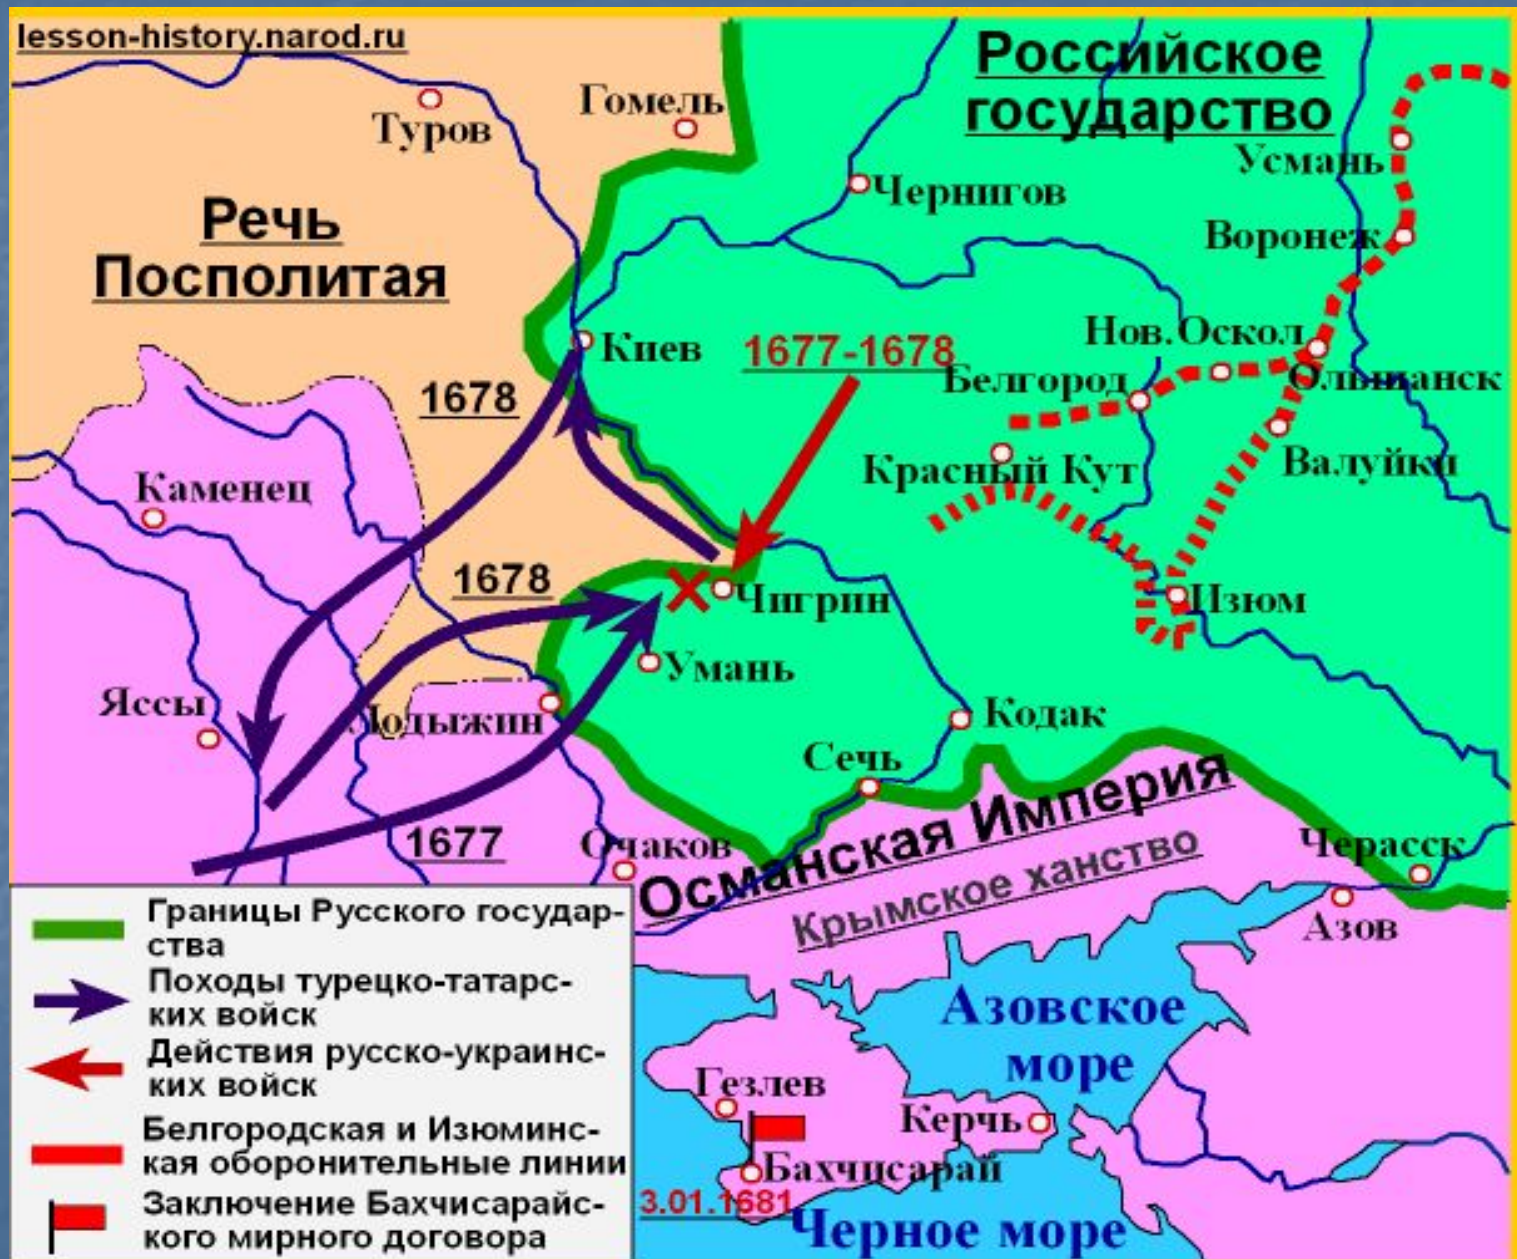 lesson-history.narod.ru
Российское
государство
Гомель
Туров
Усмань
Чернигов
Речь
Посполитая
Воронеж
Нов.Оскол
Киев
1677-1678
Белгород
Ольшанск
1678
Красный Кут
Валуйки
Каменец
1678
Чигрин
Изюм
Умань
Яссы
Лодыжин
Кодак
Сечь
Османская Империя
1677
Очаков
Крымское ханство
Черасск
Азов
Границы Русского государ-
ства
Походы турецко-татарс-
ких войск
Действия русско-украинс-
ких войск
Белгородская и Изюминс-
кая оборонительные линии
Заключение Бахчисарайс-
кого мирного договора
Азовское
море
Гезлев
Керчь
Бахчисарай
3.01.1681
Черное море